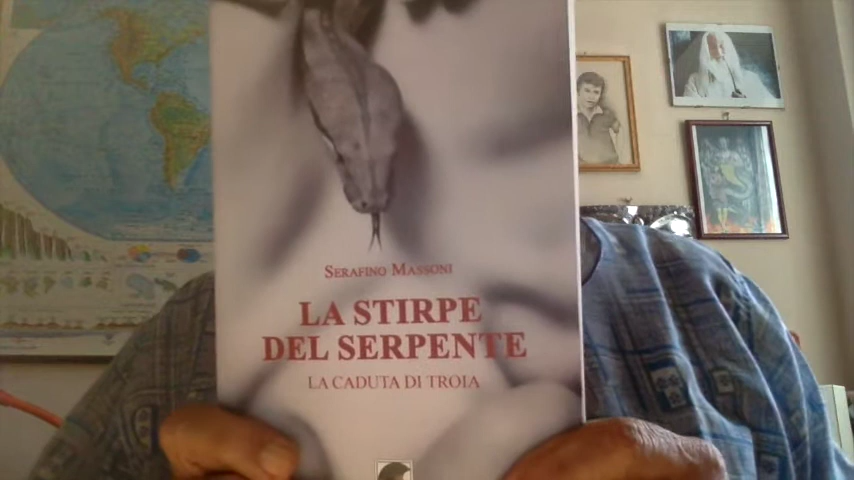 SERAFINO MASSONI
LA STIRPE
DEL SERPENTE
LA CADUTA DI TROIA